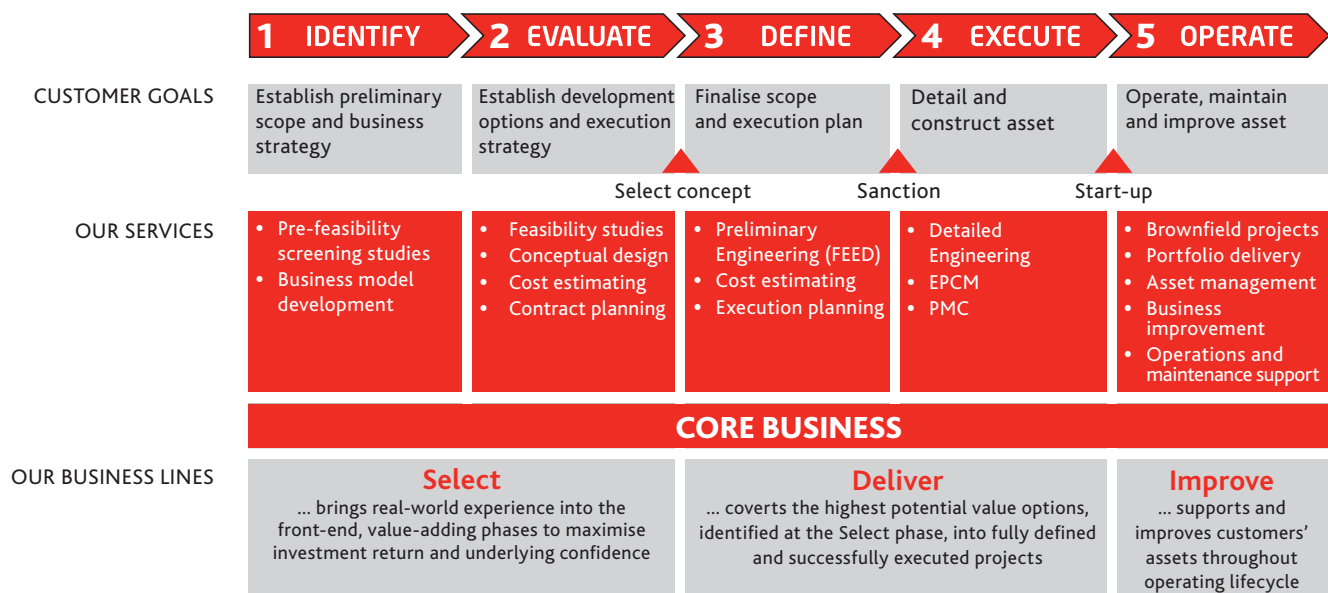 1 IDENTIFY
2 EVALUATE
3 DEFINE
4 EXECUTE
5 OPERATE
CUSTOMER GOALS
Establish preliminary
scope and business
strategy
Establish development
options and execution
strategy
Finalise scope
and execution plan
Detail and
construct asset
Operate, maintain
and improve asset
Select concept
Sanction
Start-up
OUR SERVICES
• Pre-feasibility
screening studies
• Business model
development
• Feasibility studies
• Conceptual design
• Cost estimating
• Contract planning
• Preliminary
Engineering (FEED)
• Cost estimating
• Execution planning
• Detailed
Engineering
• EPCM
• PMC
• Brownfield projects
• Portfolio delivery
• Asset management
• Business
improvement
• Operations and
maintenance support
CORE BUSINESS
OUR BUSINESS LINES
Select
... brings real-world experience into the
front-end, value-adding phases to maximise
investment return and underlying confidence
Deliver
... coverts the highest potential value options,
identified at the Select phase, into fully defined
and successfully executed projects
Improve
... supports and
improves customers’
assets throughout
operating lifecycle